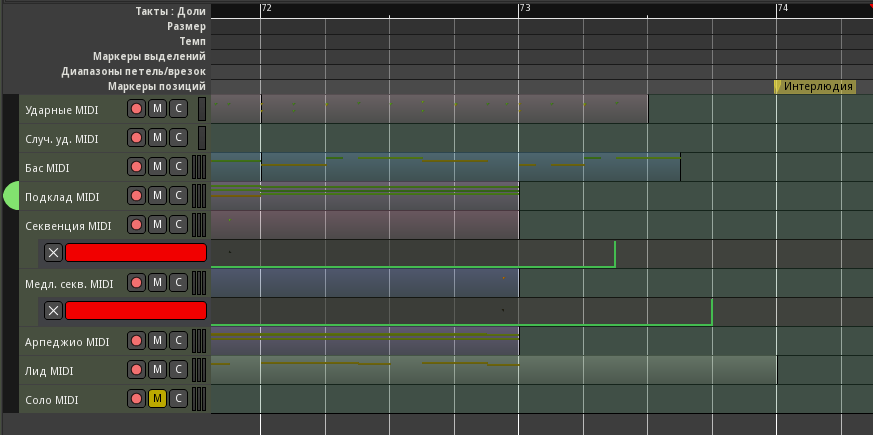 Такты : Доли 72 73 74
Размер
Темп
Маркеры выделений
Диапазоны петель/врезок
Маркеры позиций Интерлюдия
Ударные MIDI M C
Случ. уд. MIDI M C
Бас MIDI M C
Подклад MIDI M C
Секвенция MIDI M C
Медл. секв. MIDI M C
Арпеджио MIDI M C
Лид MIDI M C
Соло MIDI M C